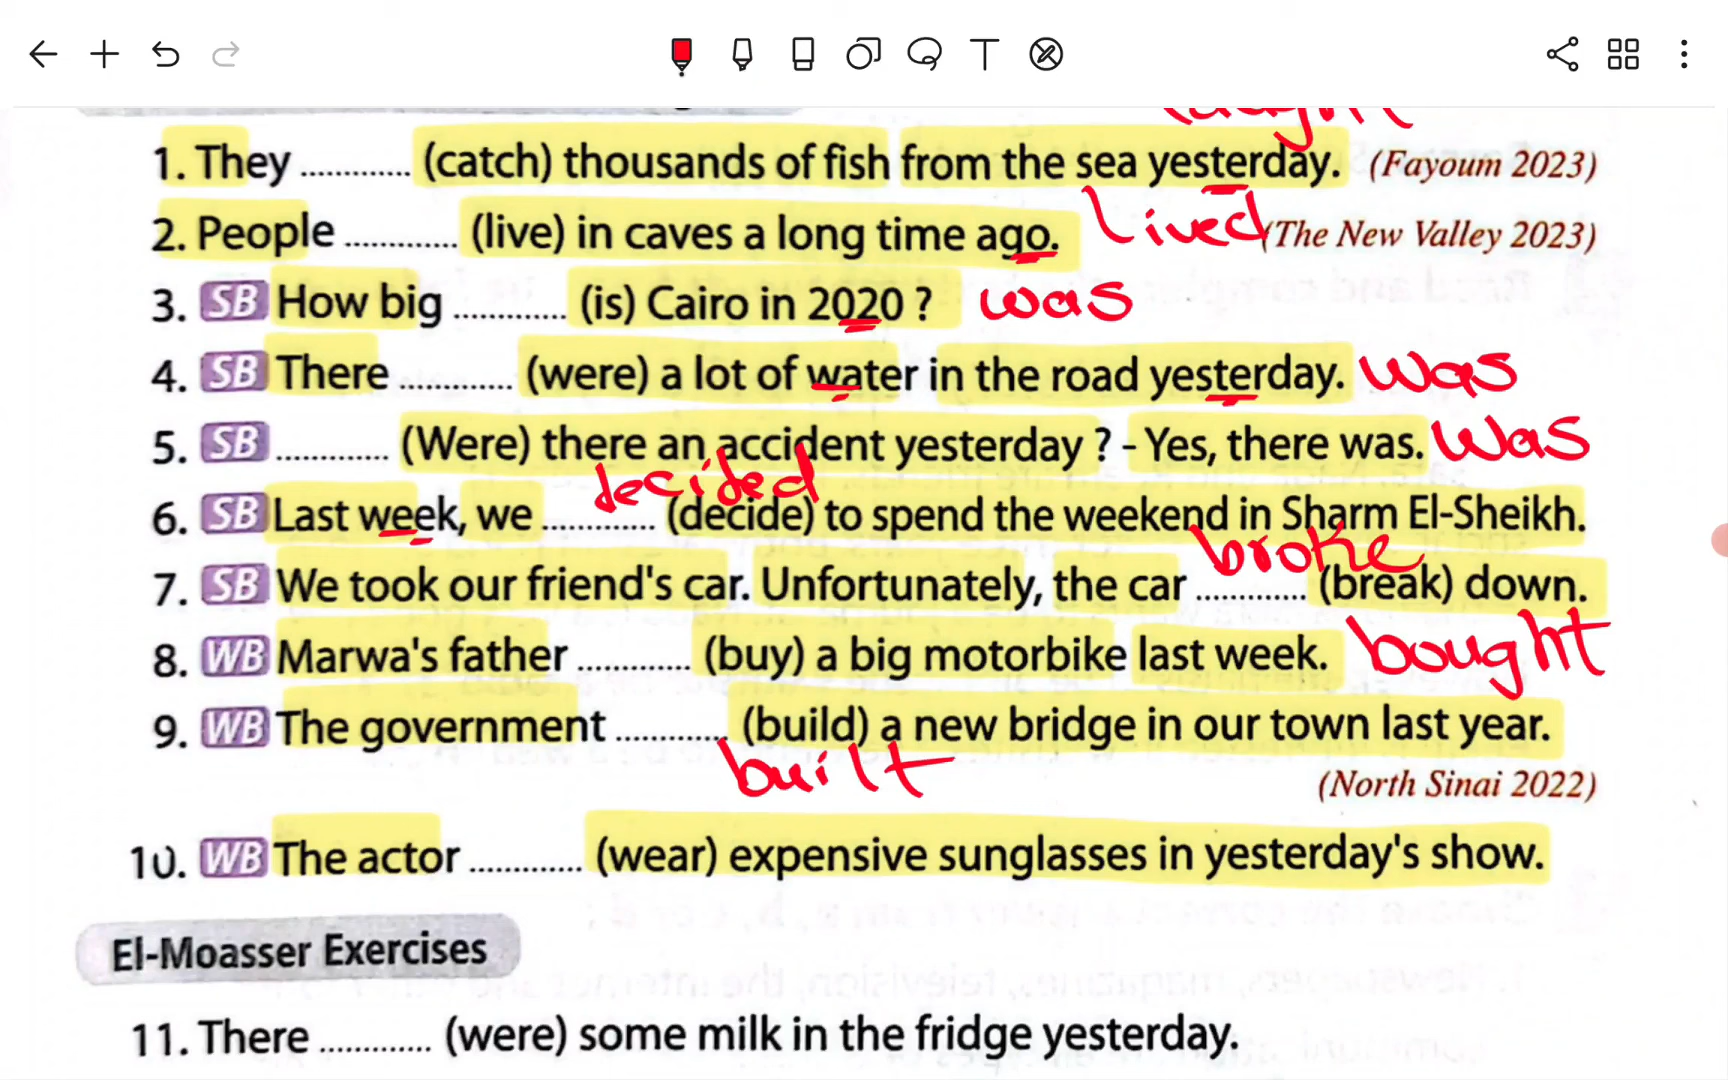 1. They ............ (catch) thousands of fish from the sea yesterday. (Fayoum 2023)
2. People ............ (live) in caves a long time ago. lived (The New Valley 2023)
3. SB How big ............ (is) Cairo in 2020 ? was
4. SB There ............ (were) a lot of water in the road yesterday. was
5. SB ............ (Were) there an accident yesterday ? - Yes, there was. Was
decided
6. SB Last week, we ............ (decide) to spend the weekend in Sharm El-Sheikh.
broke
7. SB We took our friend's car. Unfortunately, the car ............ (break) down.
8. WB Marwa's father ............ (buy) a big motorbike last week. bought
9. WB The government ............ (build) a new bridge in our town last year.
built
(North Sinai 2022)
10. WB The actor ............ (wear) expensive sunglasses in yesterday's show.
El-Moasser Exercises
11. There ............ (were) some milk in the fridge yesterday.